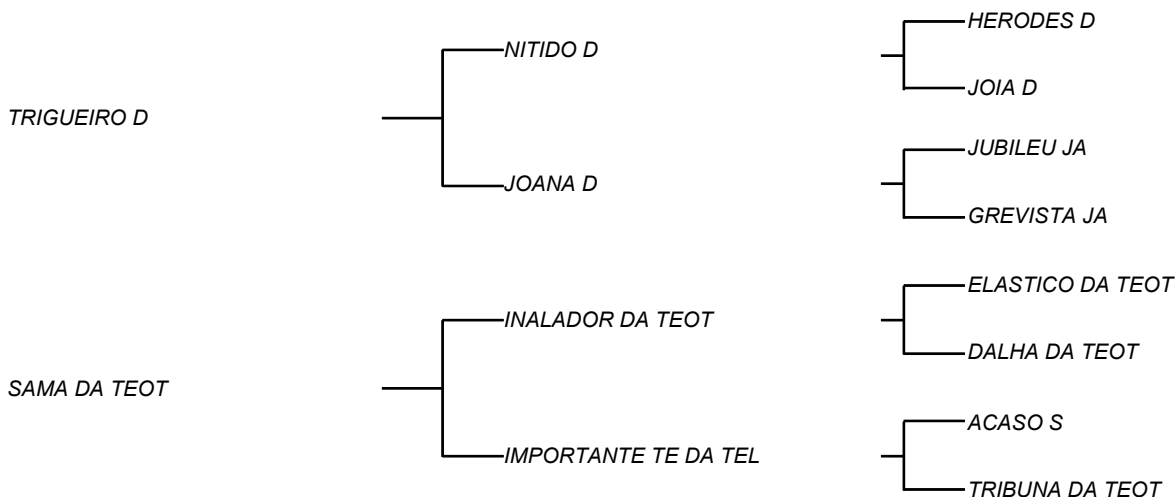 HERODES D
NITIDO D
JOIA D
TRIGUEIRO D
JUBILEU JA
JOANA D
GREVISTA JA
ELASTICO DA TEOT
INALADOR DA TEOT
DALHA DA TEOT
SAMA DA TEOT
ACASO S
IMPORTANTE TE DA TEL
TRIBUNA DA TEOT